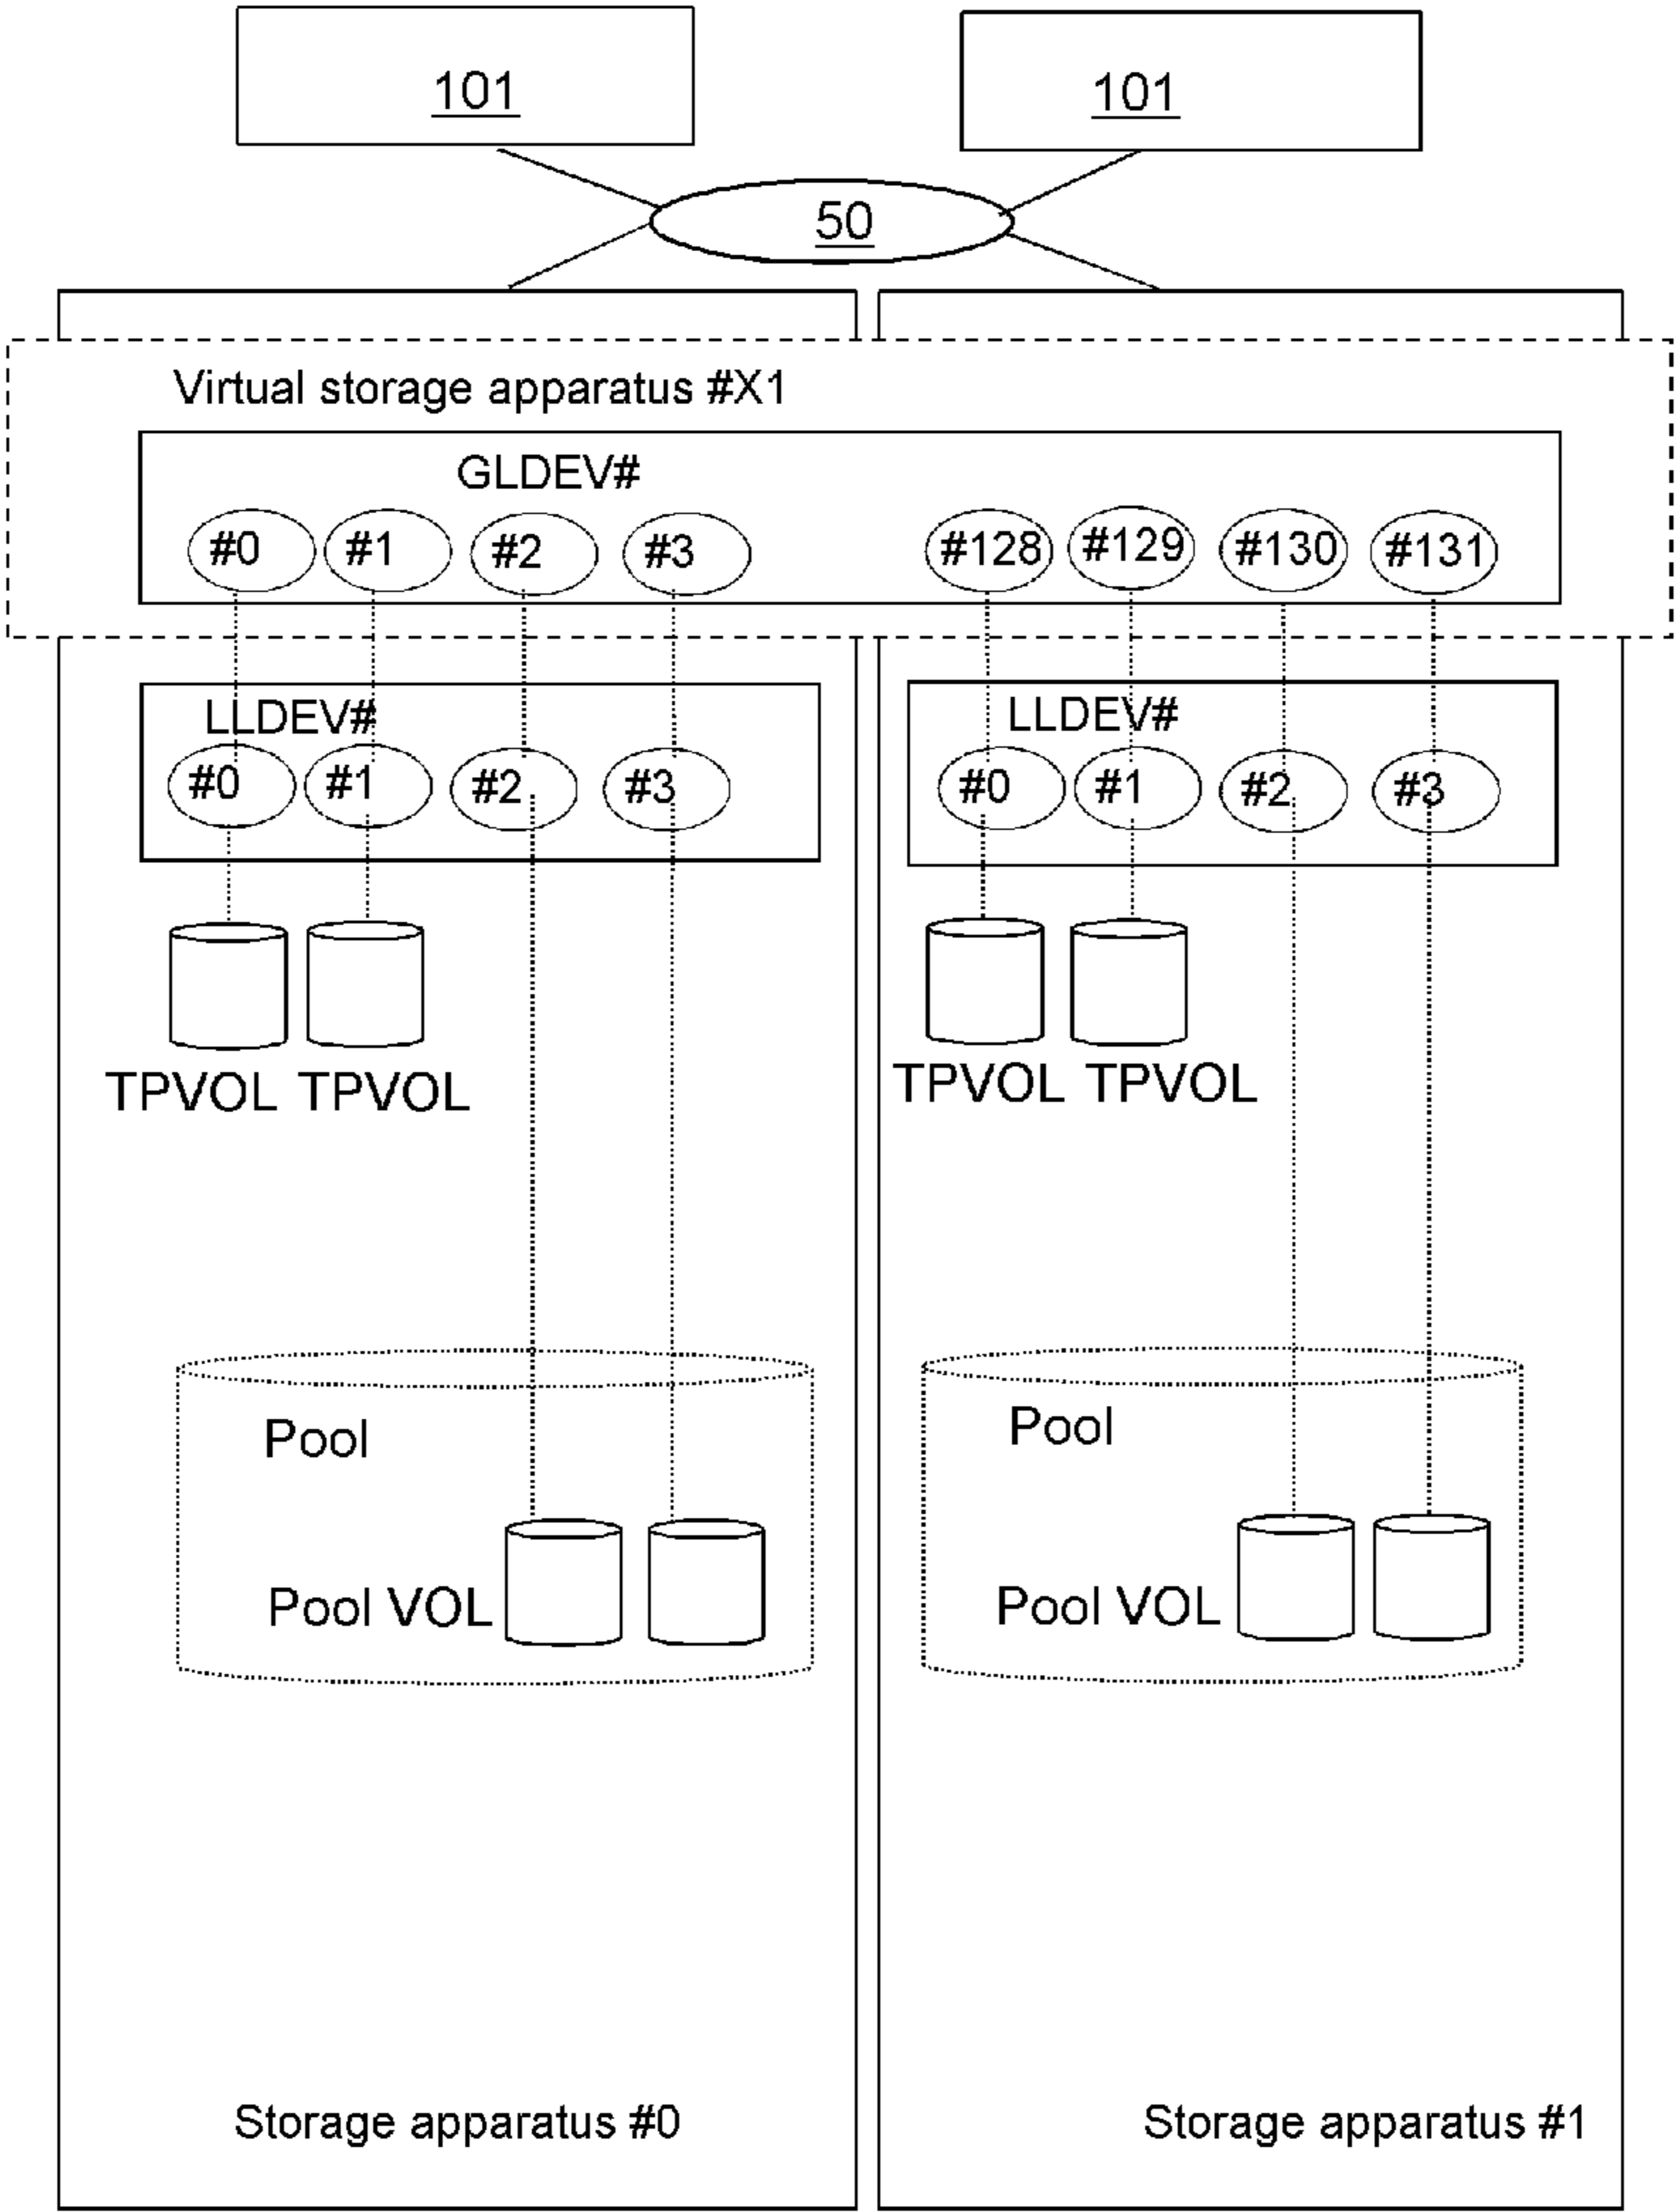 101 101
50
Virtual storage apparatus #X1
GLDEV#
#0 #1 #2 #3 #128 #129 #130 #131
LLDEV# LLDEV#
#0 #1 #2 #3 #0 #1 #2 #3
TPVOL TPVOL TPVOL TPVOL
Pool Pool
Pool VOL Pool VOL
Storage apparatus #0 Storage apparatus #1